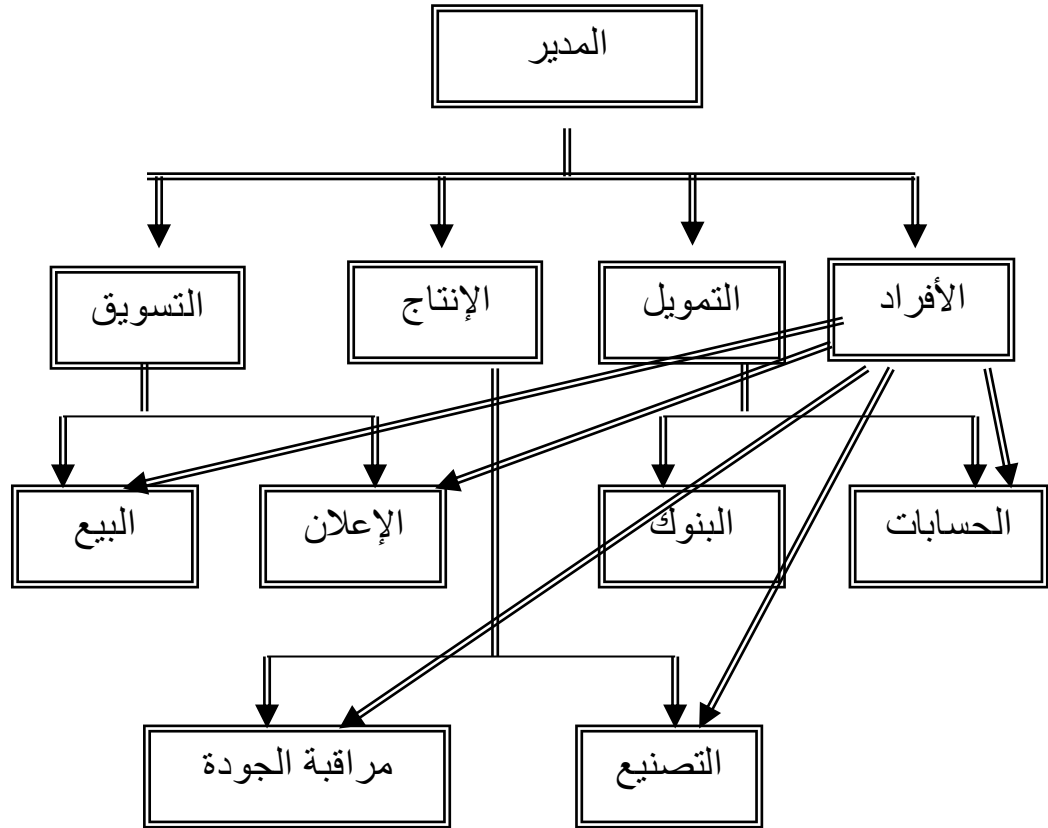 المدير
الأفراد
التمويل
الإنتاج
التسويق
الحسابات
البنوك
الإعلان
البيع
التصنيع
مراقبة الجودة